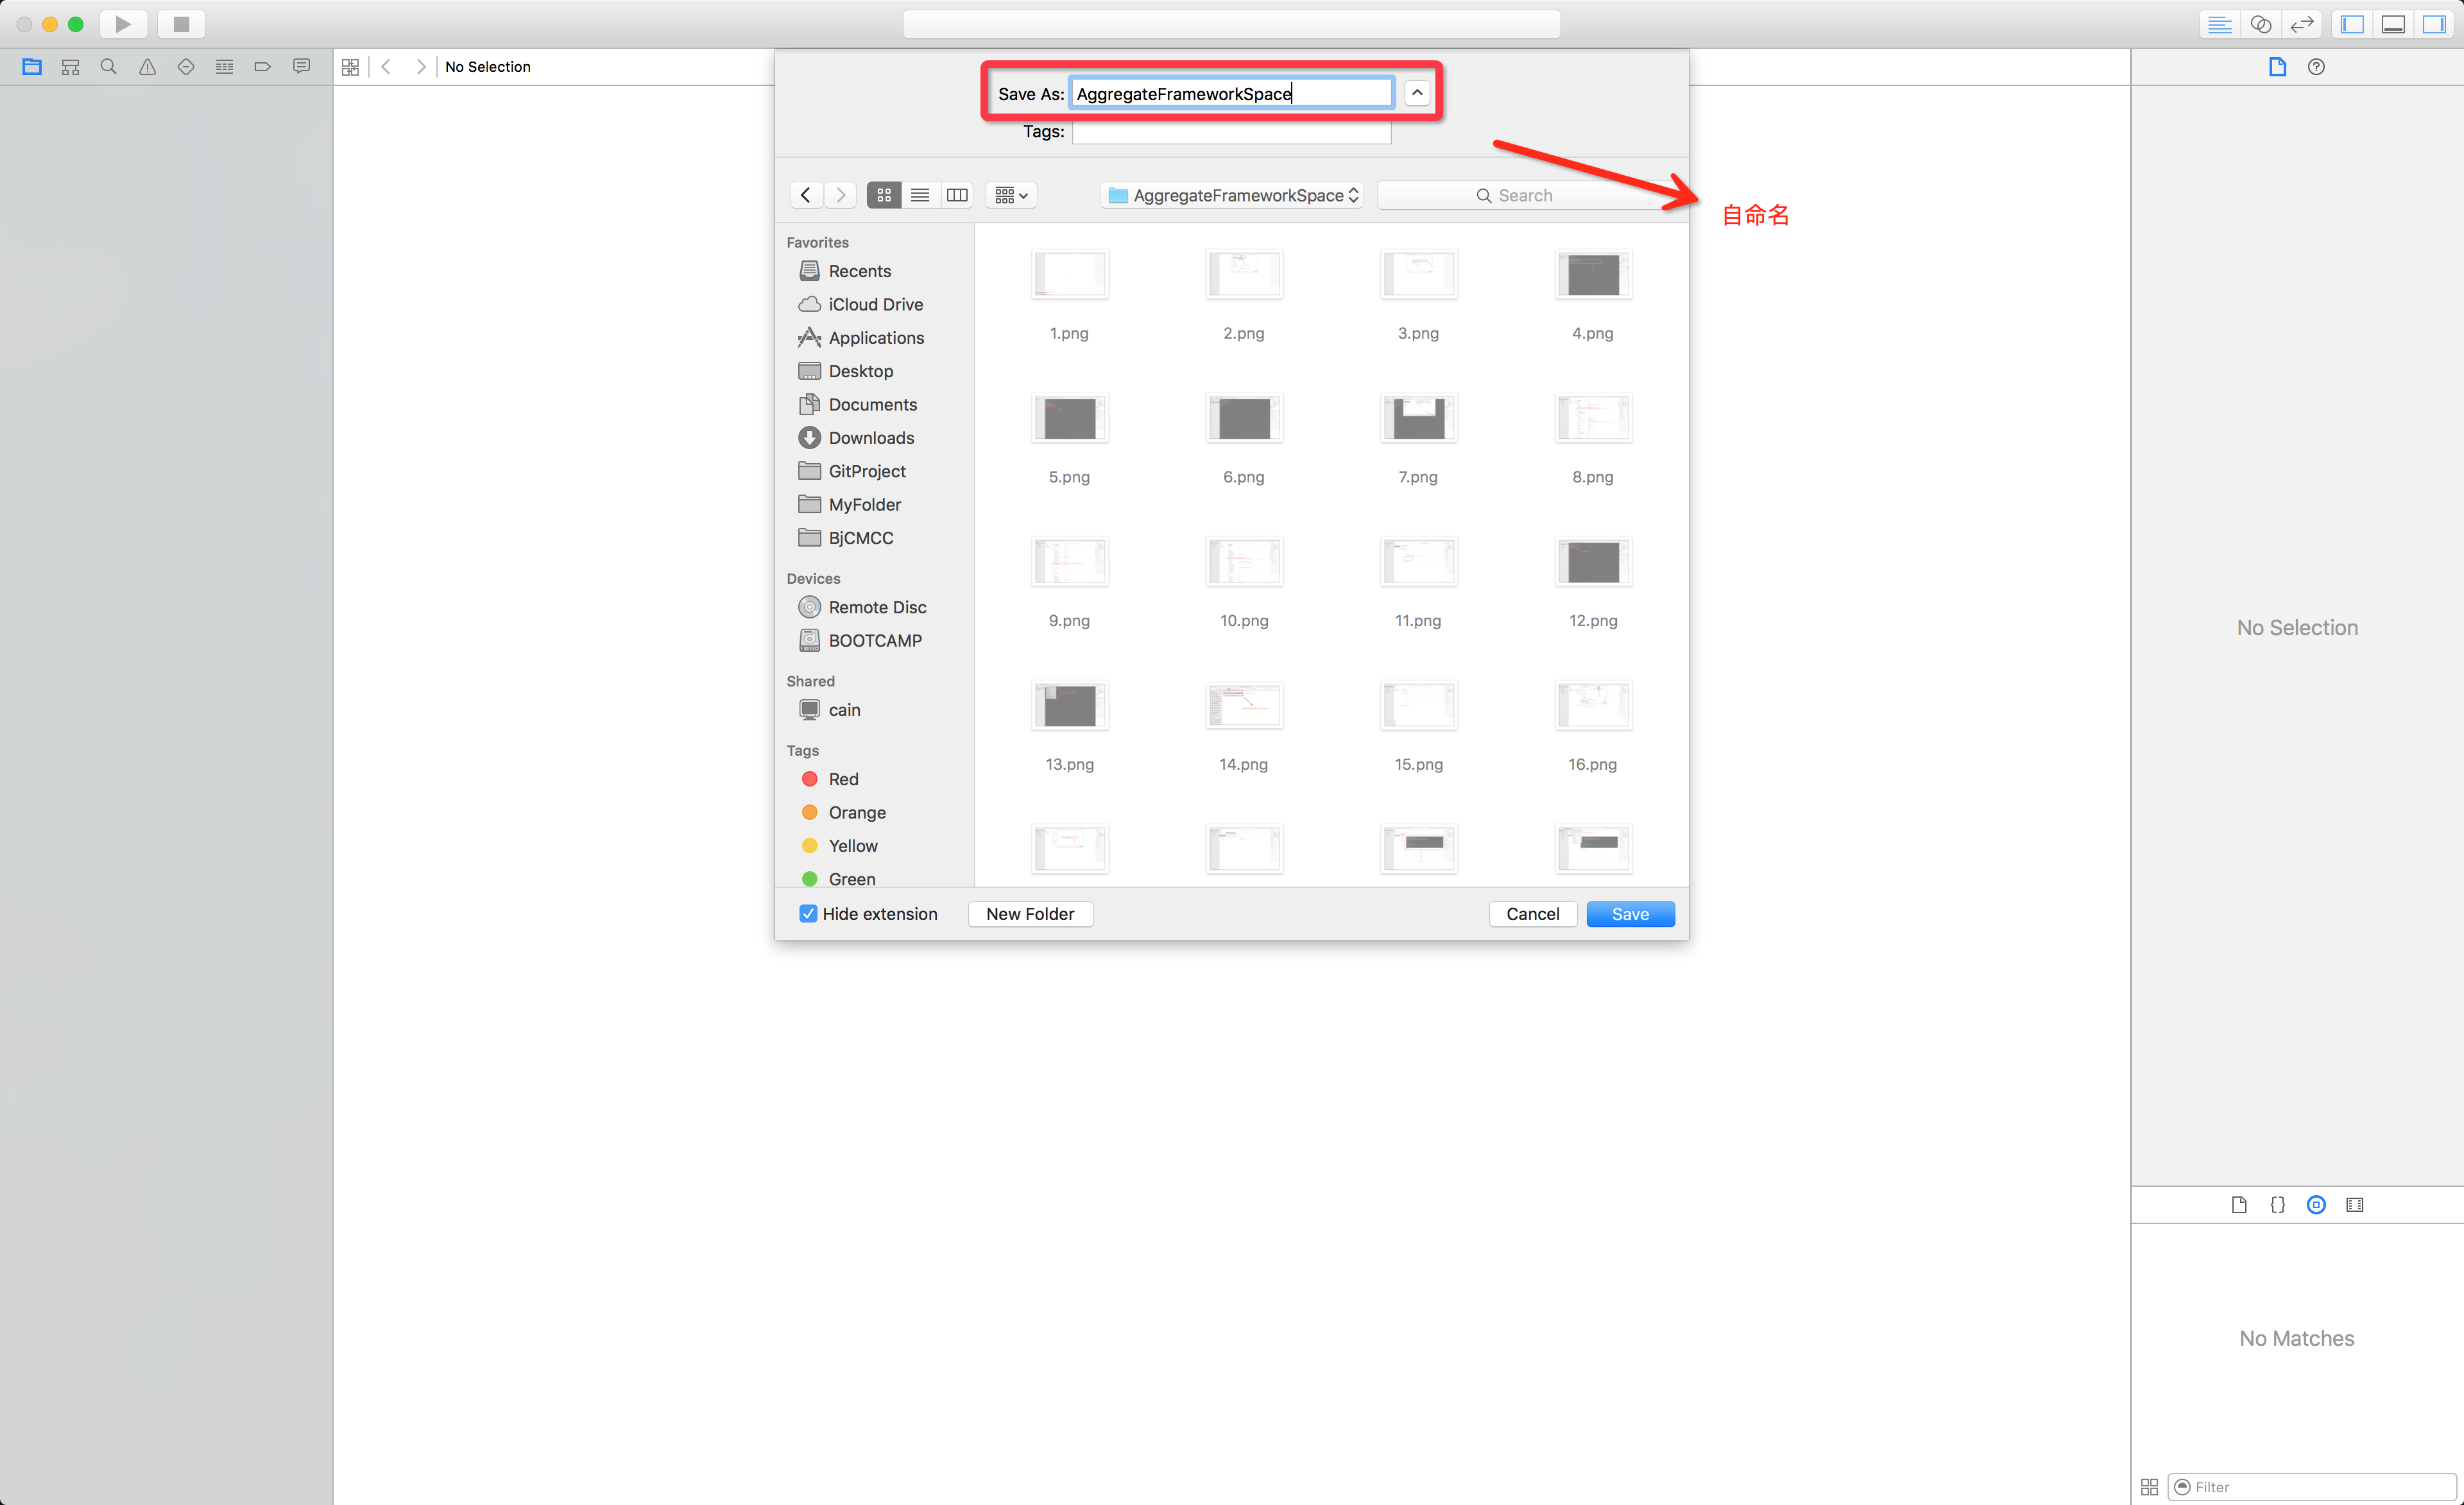 No Selection
Save As: AggregateFrameworkSpace
Tags:
AggregateFrameworkSpace
Search
自命名
Favorites
Recents
iCloud Drive
Applications
Desktop
Documents
Downloads
GitProject
MyFolder
BjCMCC
Devices
Remote Disc
BOOTCAMP
Shared
cain
Tags
Red
Orange
Yellow
Green
1.png 2.png 3.png 4.png
5.png 6.png 7.png 8.png
9.png 10.png 11.png 12.png
13.png 14.png 15.png 16.png
Hide extension New Folder Cancel Save
No Selection
No Matches
Filter